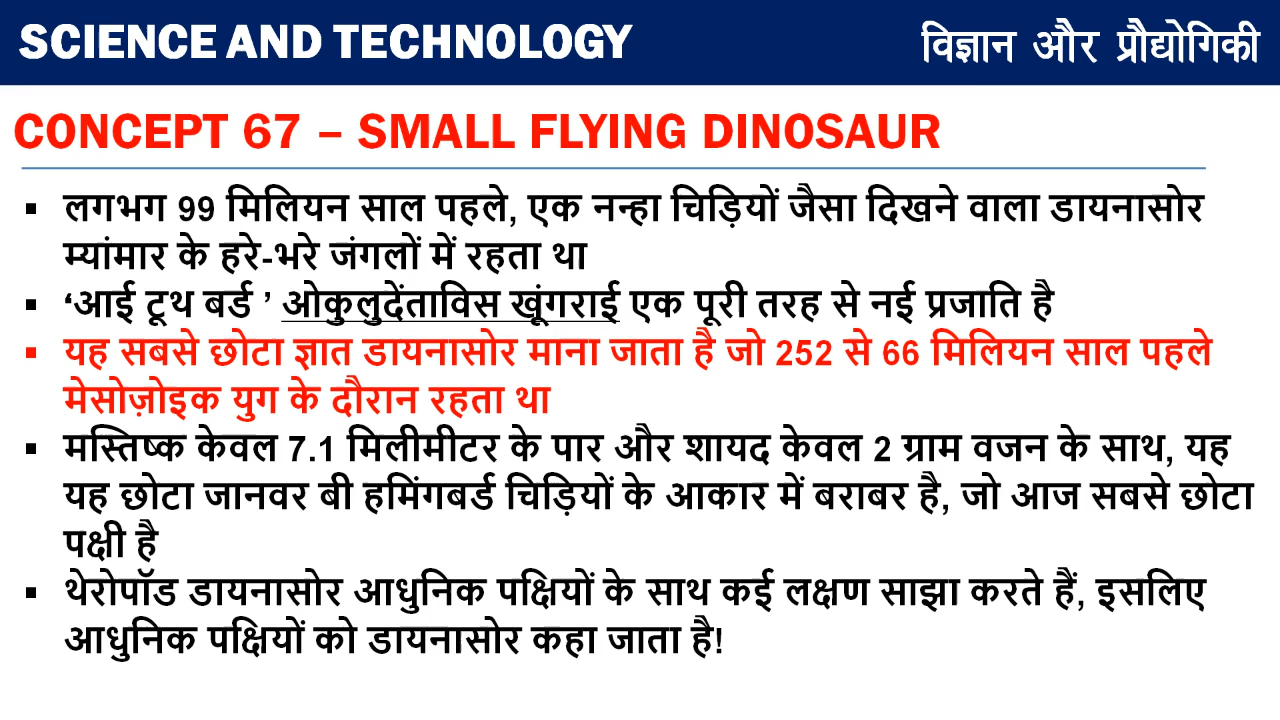 SCIENCE AND TECHNOLOGY
विज्ञान और प्रौद्योगिकी
CONCEPT 67 – SMALL FLYING DINOSAUR
▪ लगभग 99 मिलियन साल पहले, एक नन्हा चिड़ियों जैसा दिखने वाला डायनासोर
म्यांमार के हरे-भरे जंगलों में रहता था
▪ ‘आई टूथ बर्ड ’ ओकुलुदेंताविस खूंगराई एक पूरी तरह से नई प्रजाति है
▪ यह सबसे छोटा ज्ञात डायनासोर माना जाता है जो 252 से 66 मिलियन साल पहले
मेसोज़ोइक युग के दौरान रहता था
▪ मस्तिष्क केवल 7.1 मिलीमीटर के पार और शायद केवल 2 ग्राम वजन के साथ, यह
यह छोटा जानवर बी हमिंगबर्ड चिड़ियों के आकार में बराबर है, जो आज सबसे छोटा
पक्षी है
▪ थेरोपॉड डायनासोर आधुनिक पक्षियों के साथ कई लक्षण साझा करते हैं, इसलिए
आधुनिक पक्षियों को डायनासोर कहा जाता है!